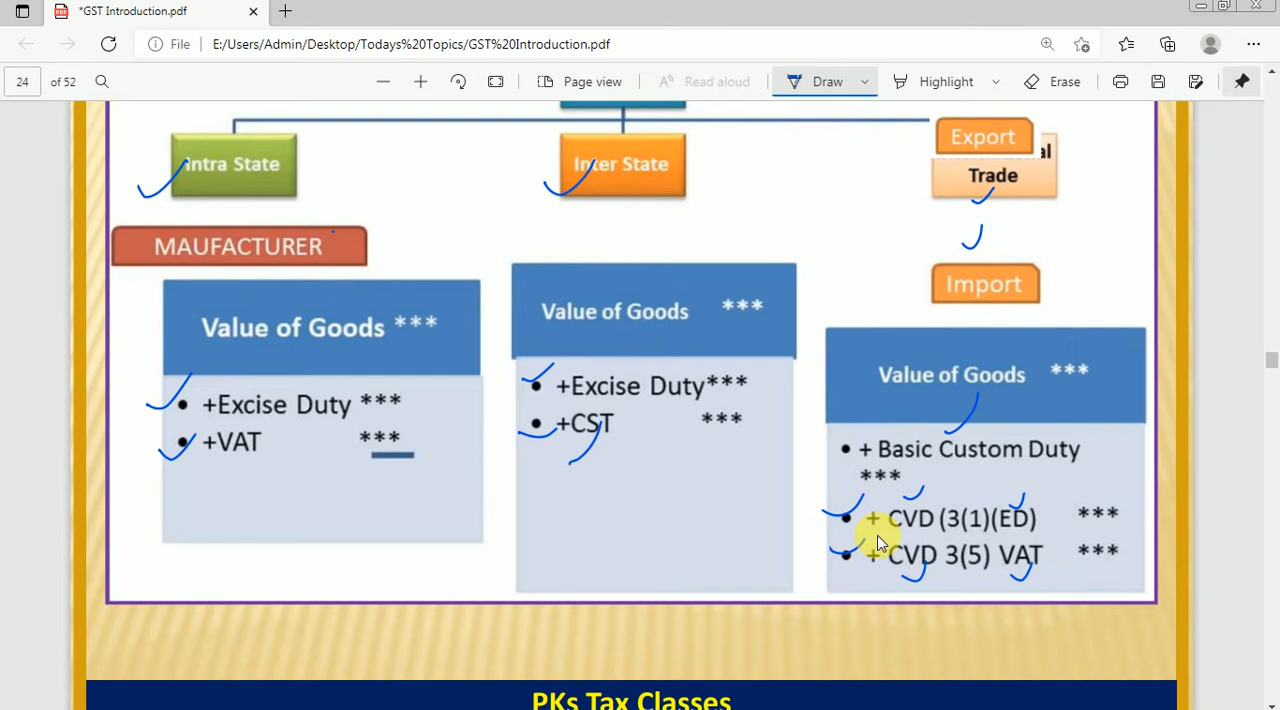 *GST Introduction.pdf
File E:/Users/Admin/Desktop/Todays%20Topics/GST%20Introduction.pdf
24 of 52 Page view Read aloud Draw Highlight Erase
Intra State
Inter State
Export
al
Trade
MAUFACTURER
Import
Value of Goods ***
+Excise Duty ***
+VAT ***
Value of Goods ***
+Excise Duty***
+CST ***
Value of Goods ***
+ Basic Custom Duty
***
+ CVD (3(1)(ED) ***
+ CVD 3(5) VAT ***
PKs Tax Classes